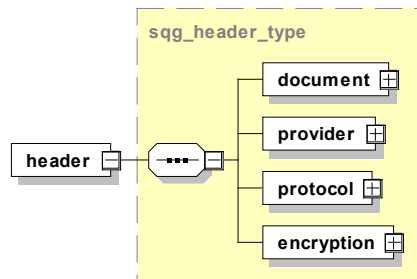 sqg_header_type
document
provider
header
protocol
encryption